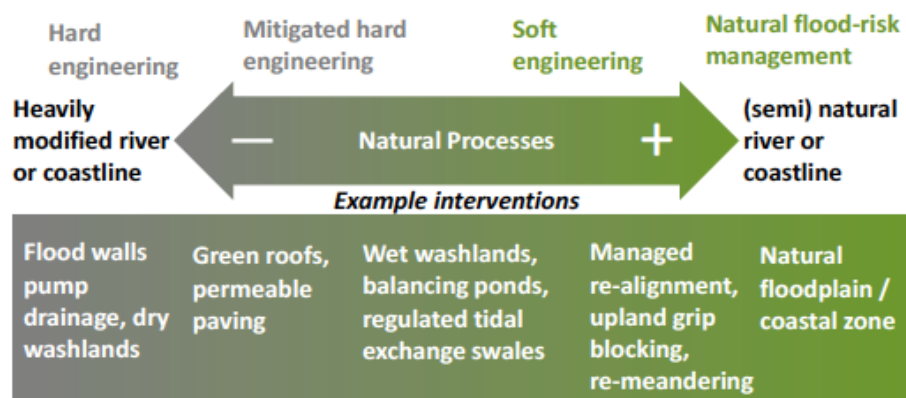 Hard
engineering
Mitigated hard
engineering
Soft
engineering
Natural flood-risk
management
Heavily
modified river
or coastline
— Natural Processes +
(semi) natural
river or
coastline
Example interventions
Flood walls
pump
drainage, dry
washlands
Green roofs,
permeable
paving
Wet washlands,
balancing ponds,
regulated tidal
exchange swales
Managed
re-alignment,
upland grip
blocking,
re-meandering
Natural
floodplain /
coastal zone